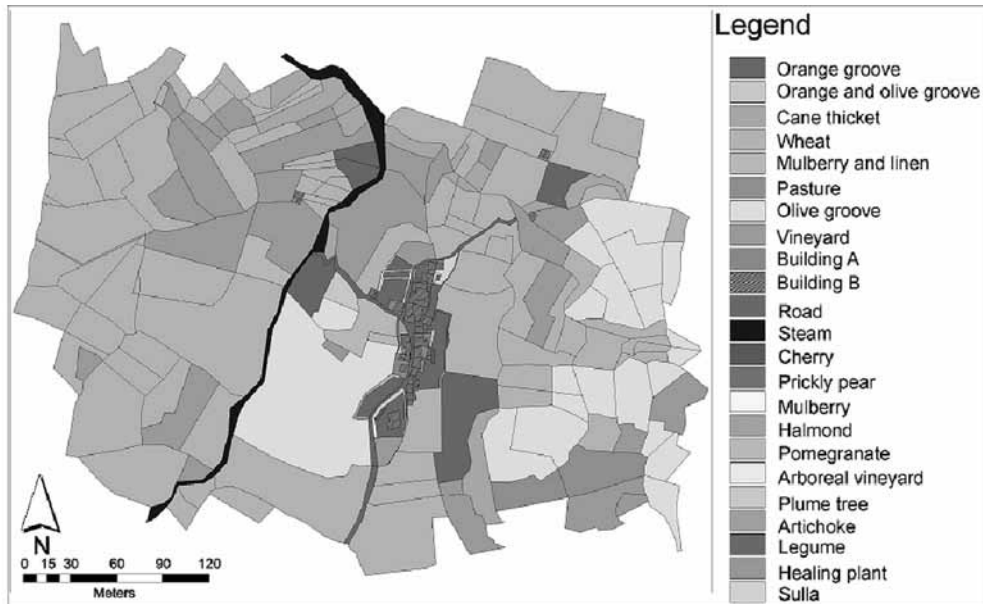 Legend
Orange groove
Orange and olive groove
Cane thicket
Wheat
Mulberry and linen
Pasture
Olive groove
Vineyard
Building A
Building B
Road
Steam
Cherry
Prickly pear
Mulberry
Halmond
Pomegranate
Arboreal vineyard
Plume tree
Artichoke
Legume
Healing plant
Sulla
N
0 15 30 60 90 120
Meters